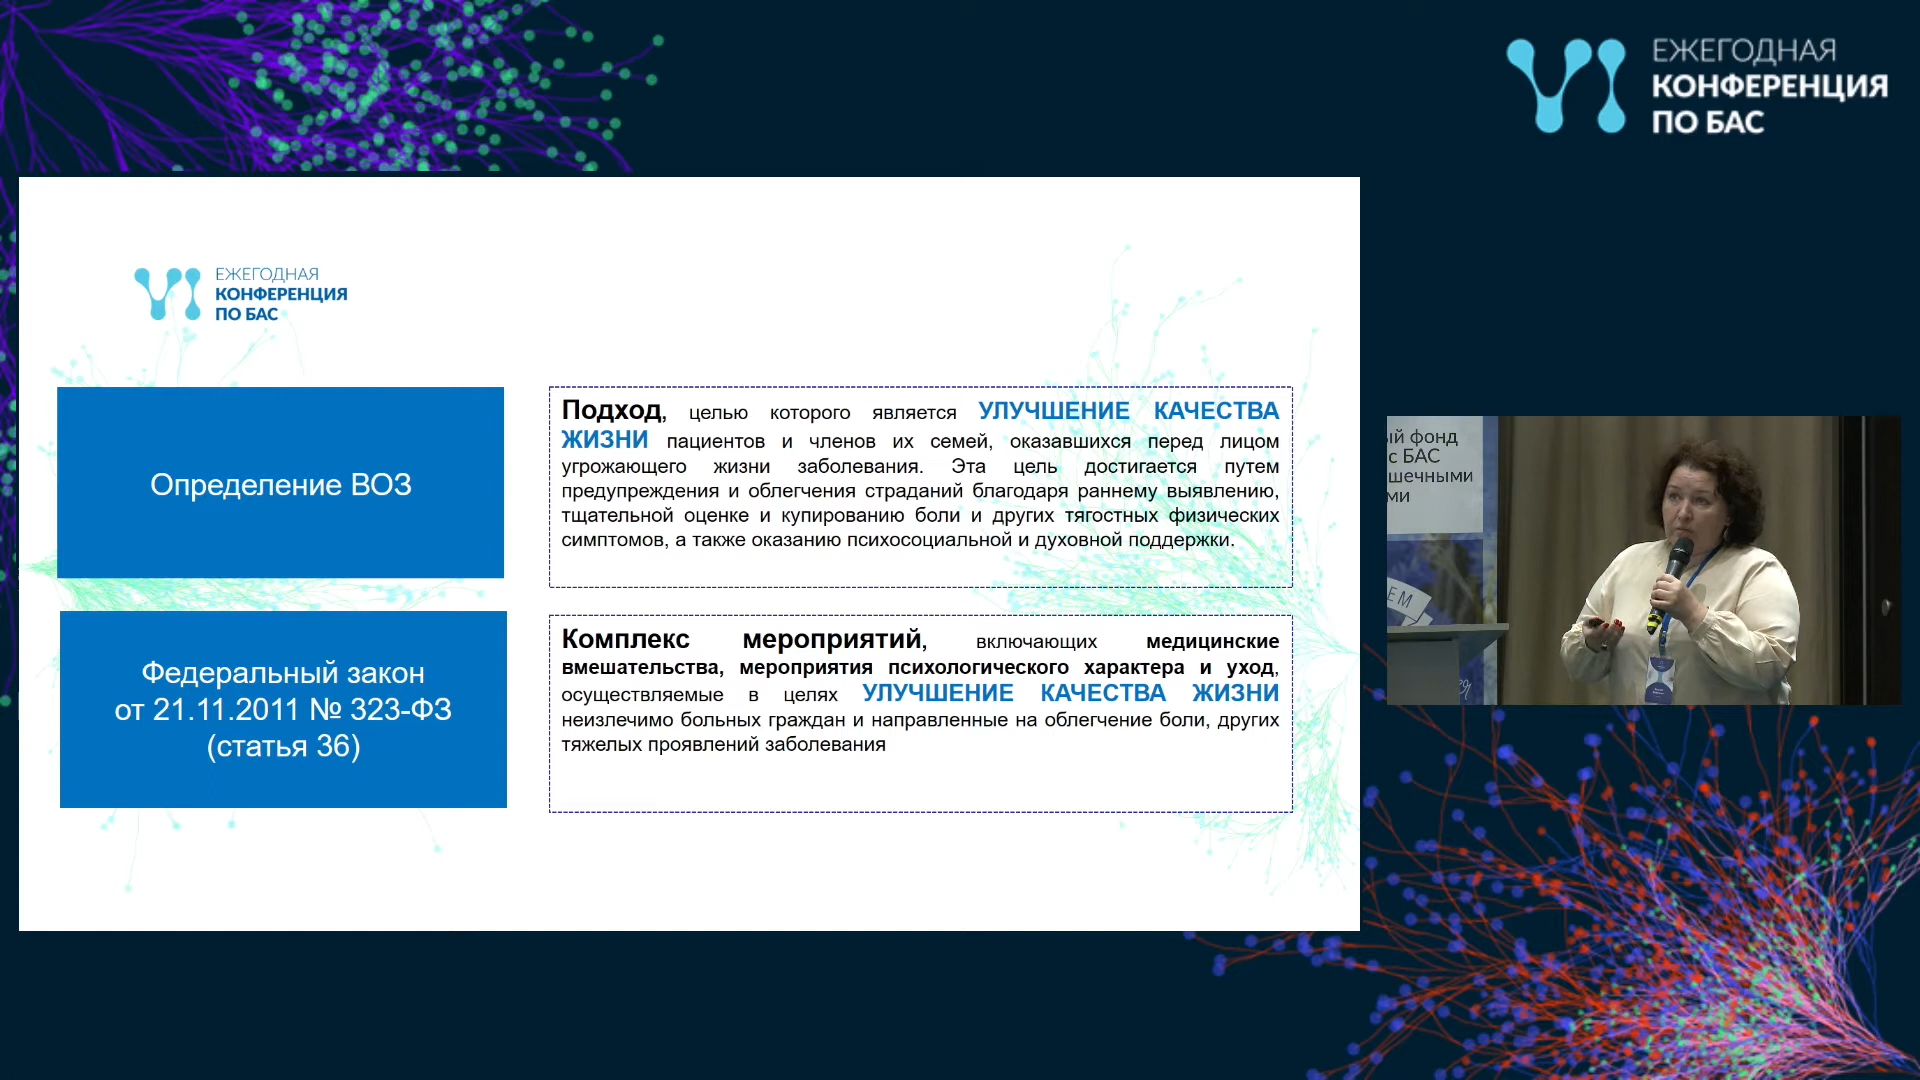 ЕЖЕГОДНАЯ
КОНФЕРЕНЦИЯ
ПО БАС
ЕЖЕГОДНАЯ
КОНФЕРЕНЦИЯ
ПО БАС
Определение ВОЗ
Подход, целью которого является УЛУЧШЕНИЕ КАЧЕСТВА
ЖИЗНИ пациентов и членов их семей, оказавшихся перед лицом
угрожающего жизни заболевания. Эта цель достигается путем
предупреждения и облегчения страданий благодаря раннему выявлению,
тщательной оценке и купированию боли и других тягостных физических
симптомов, а также оказанию психосоциальной и духовной поддержки.
Федеральный закон
от 21.11.2011 № 323-ФЗ
(статья 36)
Комплекс мероприятий, включающих медицинские
вмешательства, мероприятия психологического характера и уход,
осуществляемые в целях УЛУЧШЕНИЕ КАЧЕСТВА ЖИЗНИ
неизлечимо больных граждан и направленные на облегчение боли, других
тяжелых проявлений заболевания
ый фонд
с БАС
шечными
ми
ЕМ